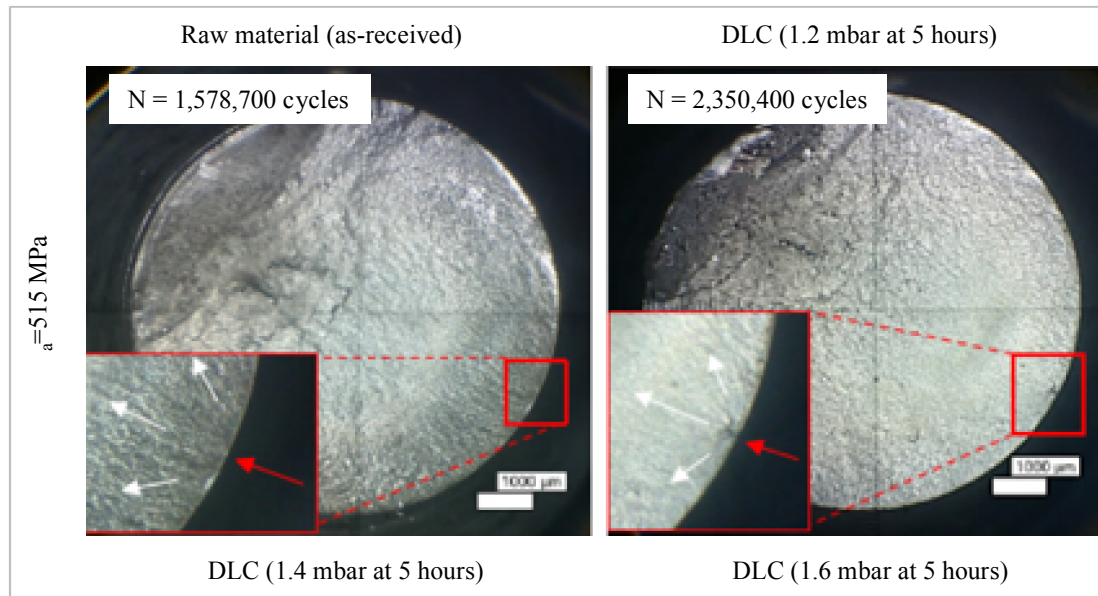 Raw material (as-received)
DLC (1.2 mbar at 5 hours)
N = 1,578,700 cycles
N = 2,350,400 cycles
a=515 MPa
1000 µm
1000 µm
DLC (1.4 mbar at 5 hours)
DLC (1.6 mbar at 5 hours)